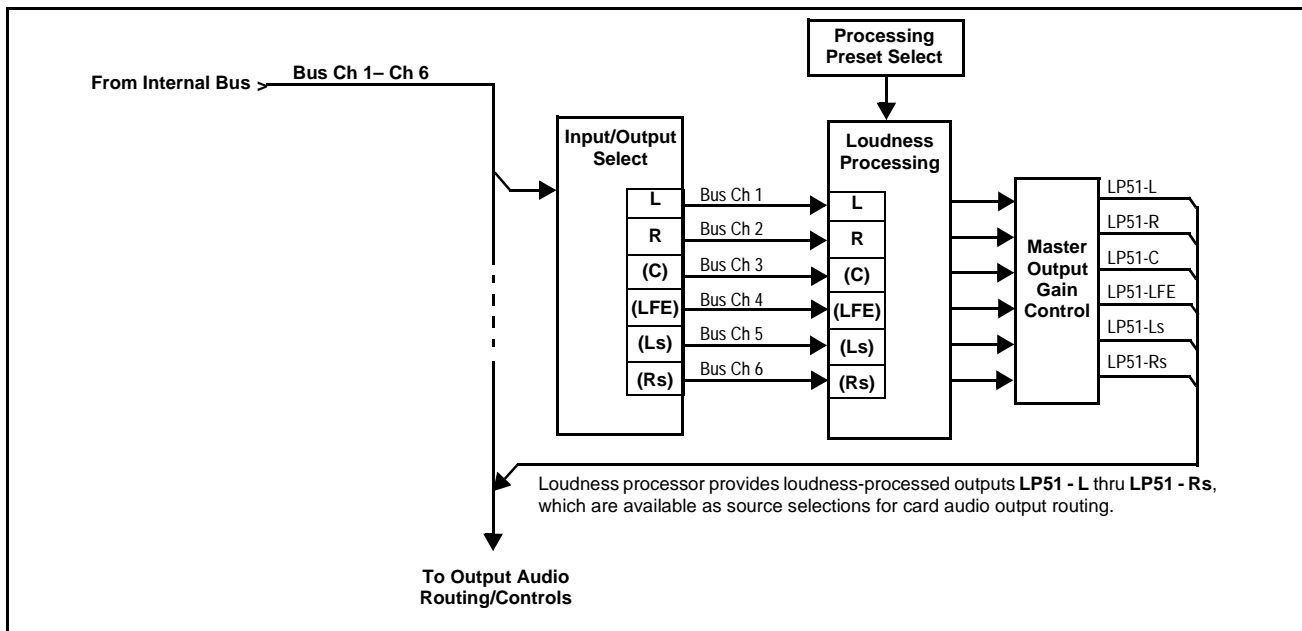 Processing
Preset Select
From Internal Bus >
Bus Ch 1– Ch 6
Input/Output
Select
L
R
(C)
(LFE)
(Ls)
(Rs)
Bus Ch 1
Bus Ch 2
Bus Ch 3
Bus Ch 4
Bus Ch 5
Bus Ch 6
Loudness
Processing
L
R
(C)
(LFE)
(Ls)
(Rs)
Master
Output
Gain
Control
LP51-L
LP51-R
LP51-C
LP51-LFE
LP51-Ls
LP51-Rs
Loudness processor provides loudness-processed outputs LP51 - L thru LP51 - Rs,
which are available as source selections for card audio output routing.
To Output Audio
Routing/Controls